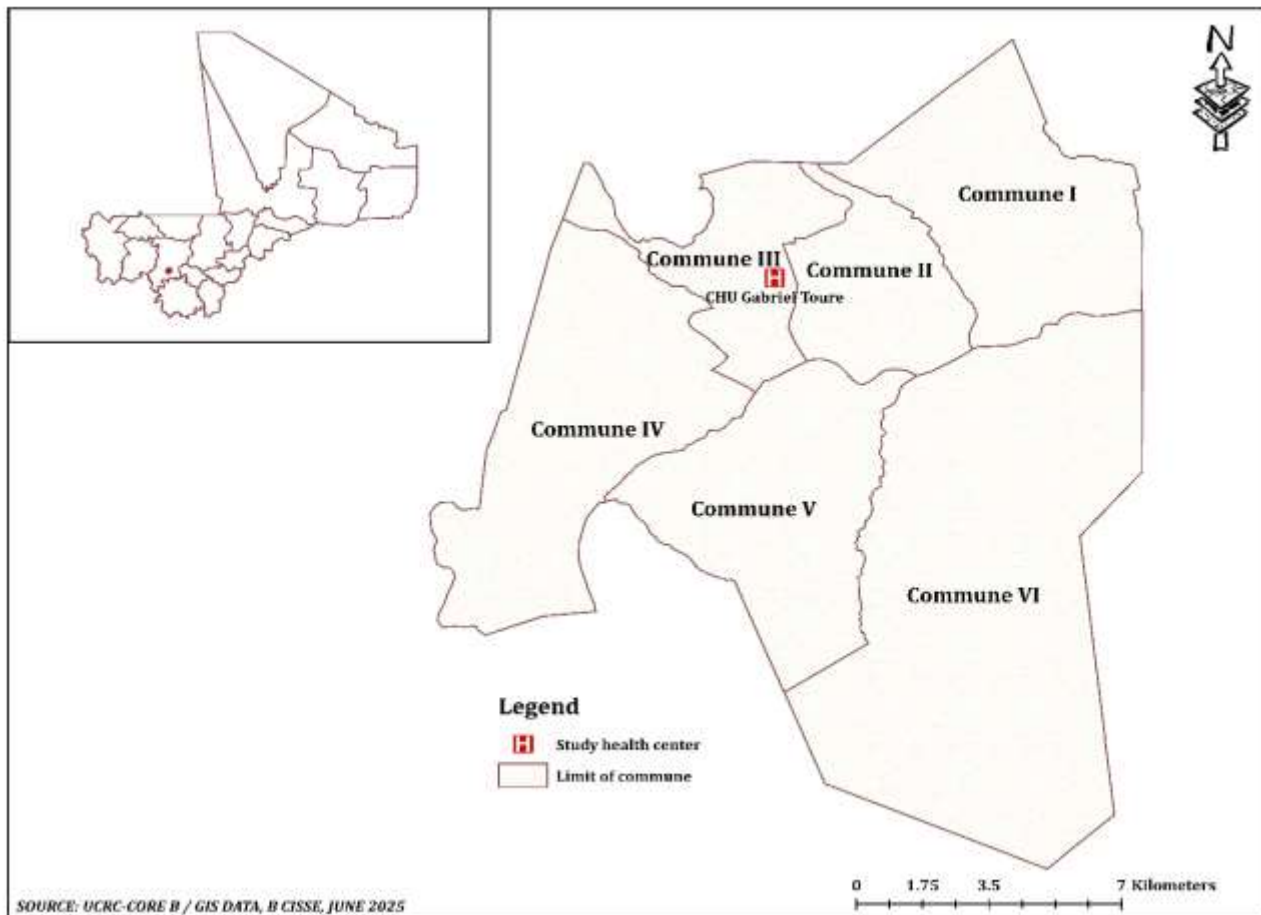 N
Commune I
Commune III
Commune II
H
CHU Gabriel Toure
Commune IV
Commune V
Commune VI
Legend
H Study health center
Limit of commune
0 1.75 3.5 7 Kilometers
SOURCE: UCRC-CORE B / GIS DATA, B CISSE, JUNE 2025